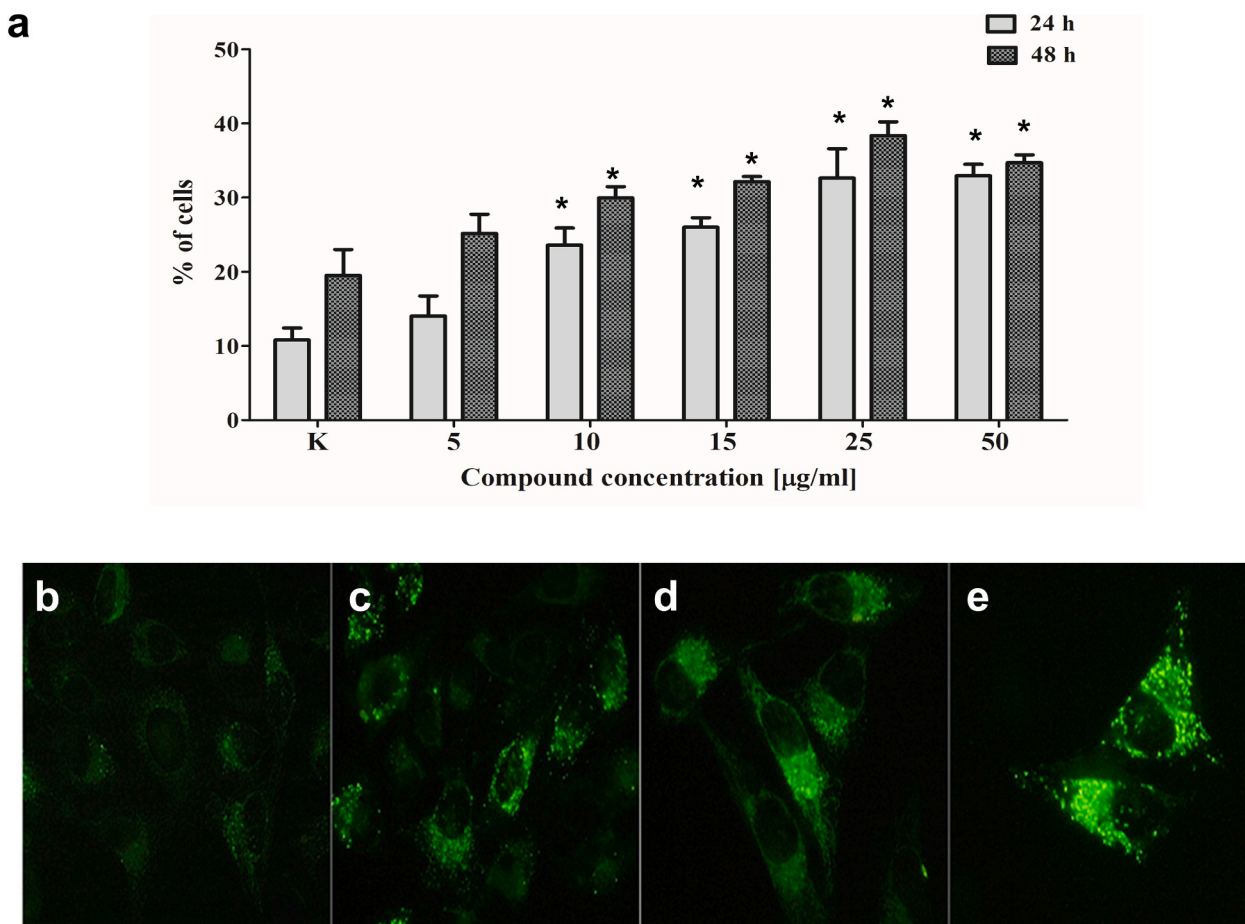 a
24 h
48 h
50
40
30
20
10
0
% of cells
* * * * * * * *
K 5 10 15 25 50
Compound concentration [µg/ml]
b c d e